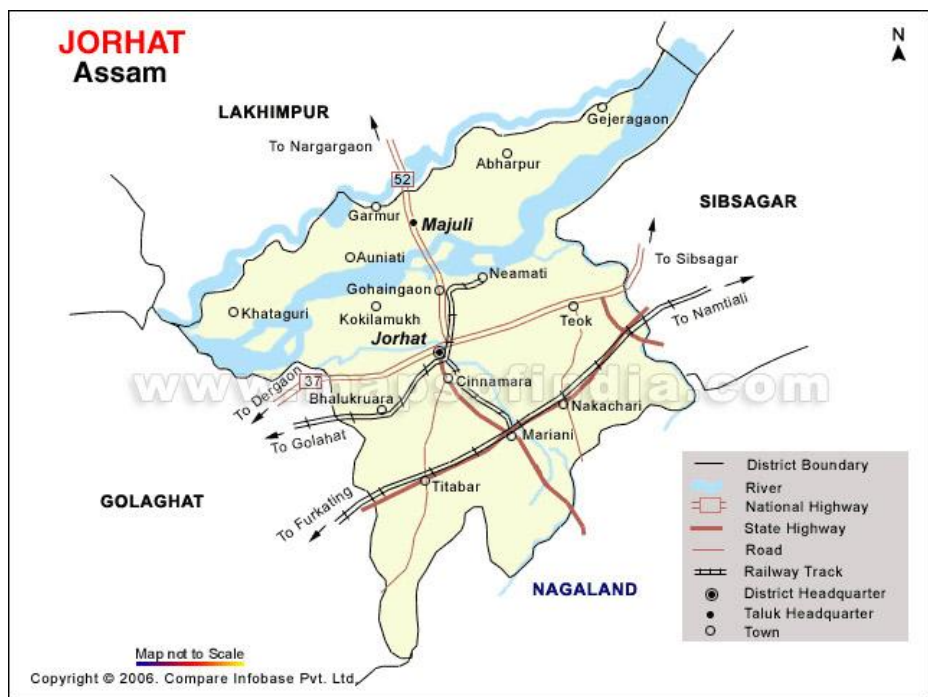 JORHAT
Assam
N
LAKHIMPUR
To Nargargaon
Gejeragaon
Abharpur
52
SIBSAGAR
Garmur
Majuli
To Sibsagar
Auniati
Neamati
Gohaingaon
To Namtiali
Khataguri
Kokilamukh
Teok
Jorhat
www.mapsofindia.com
37
Cinnamara
To Dergaon
Bhalukruara
Nakachari
To Golahat
Mariani
District Boundary
River
National Highway
State Highway
Road
Railway Track
District Headquarter
Taluk Headquarter
Town
GOLAGHAT
Titabar
To Furkating
NAGALAND
Map not to Scale
Copyright © 2006. Compare Infobase Pvt. Ltd.